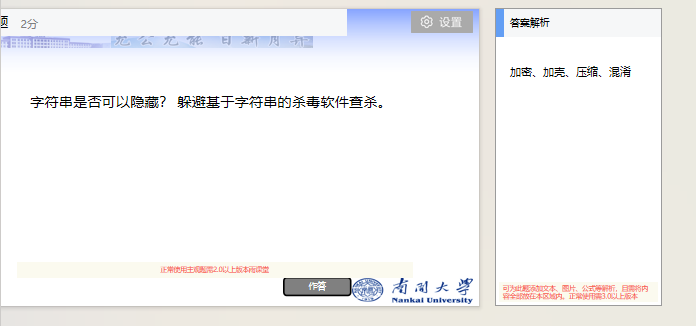 题 2分
设置
允公允能 日新月异
字符串是否可以隐藏? 躲避基于字符串的杀毒软件查杀。
正常使用主观题需2.0以上版本雨课堂
作答
南開大学
Nankai University
答案解析
加密、加壳、压缩、混淆
可为此题添加文本、图片、公式等解析，且需将内
容全部放在本区域内。正常使用需3.0以上版本